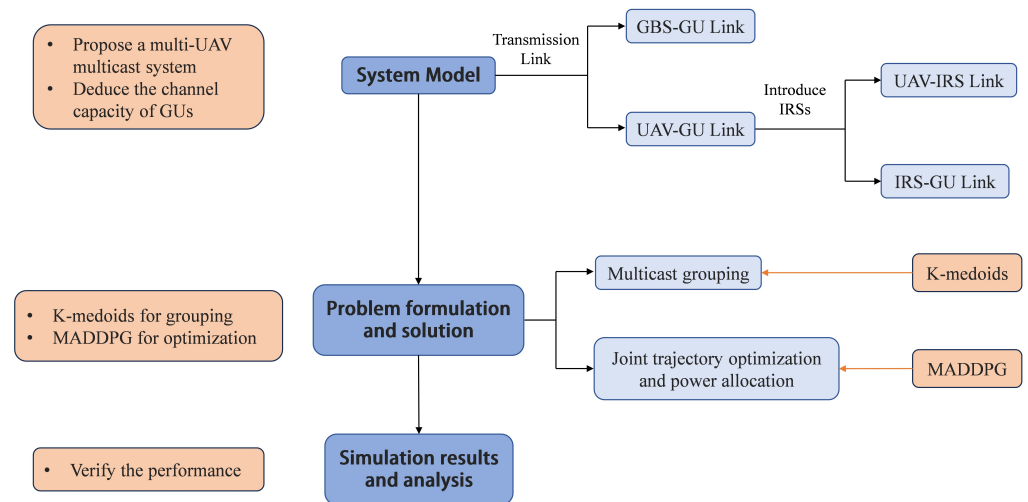 • Propose a multi-UAV
multicast system
• Deduce the channel
capacity of GUs
System Model
Transmission
Link
GBS-GU Link
UAV-GU Link
Introduce
IRSs
UAV-IRS Link
IRS-GU Link
• K-medoids for grouping
• MADDPG for optimization
Problem formulation
and solution
Multicast grouping
K-medoids
Joint trajectory optimization
and power allocation
MADDPG
• Verify the performance
Simulation results
and analysis